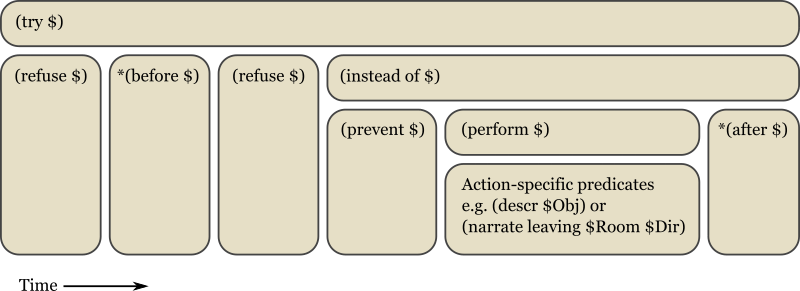 (try $)
(refuse $)
*(before $)
(refuse $)
(instead of $)
(prevent $)
(perform $)
*(after $)
Action-specific predicates
e.g. (descr $Obj) or
(narrate leaving $Room $Dir)
Time